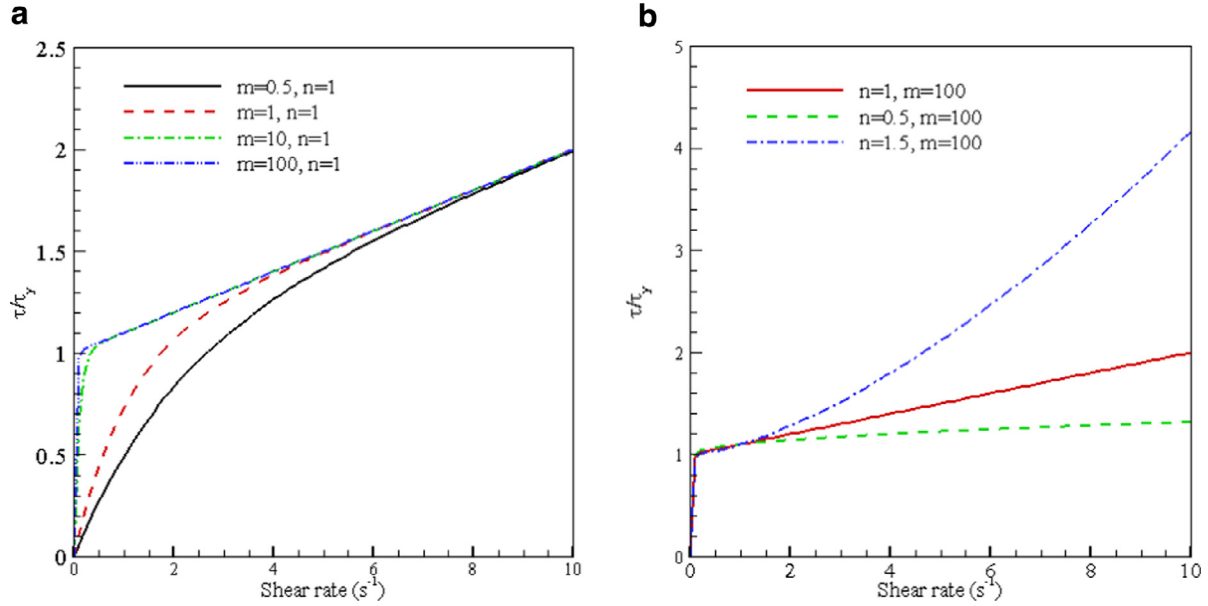 a
2.5
2
1.5
1
0.5
0
m=0.5, n=1
m=1, n=1
m=10, n=1
m=100, n=1
τ/τy
0 2 4 6 8 10
Shear rate (s-1)
b
5
4
3
2
1
0
n=1, m=100
n=0.5, m=100
n=1.5, m=100
τ/τy
0 2 4 6 8 10
Shear rate (s-1)